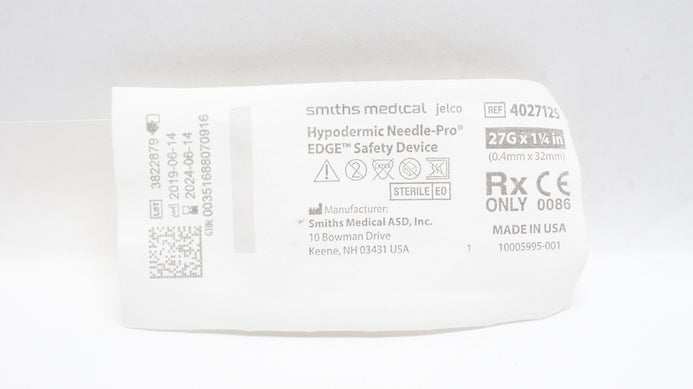 smiths medical jelco
REF 4027125
Hypodermic Needle-Pro®
EDGE™ Safety Device
27G x 1¼ in
(0.4mm x 32mm)
STERILE EO
Rx
ONLY
CE
0086
Manufacturer:
Smiths Medical ASD, Inc.
10 Bowman Drive
Keene, NH 03431 USA
MADE IN USA
1
10005995-001
LOT 3822879
2019-06-14
2024-06-14
GTIN: 00351688070916